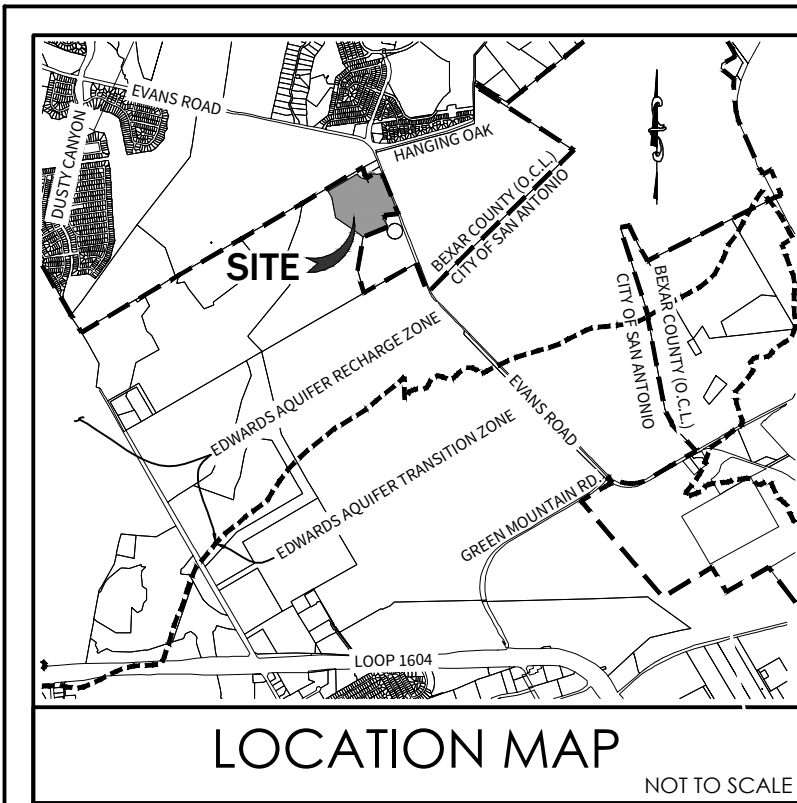 EVANS ROAD
DUSTY CANYON
HANGING OAK
BEXAR COUNTY (O.C.L.)
CITY OF SAN ANTONIO
SITE
BEXAR COUNTY (O.C.L.)
CITY OF SAN ANTONIO
EDWARDS AQUIFER RECHARGE ZONE
EVANS ROAD
EDWARDS AQUIFER TRANSITION ZONE
GREEN MOUNTAIN RD.
LOOP 1604
LOCATION MAP
NOT TO SCALE